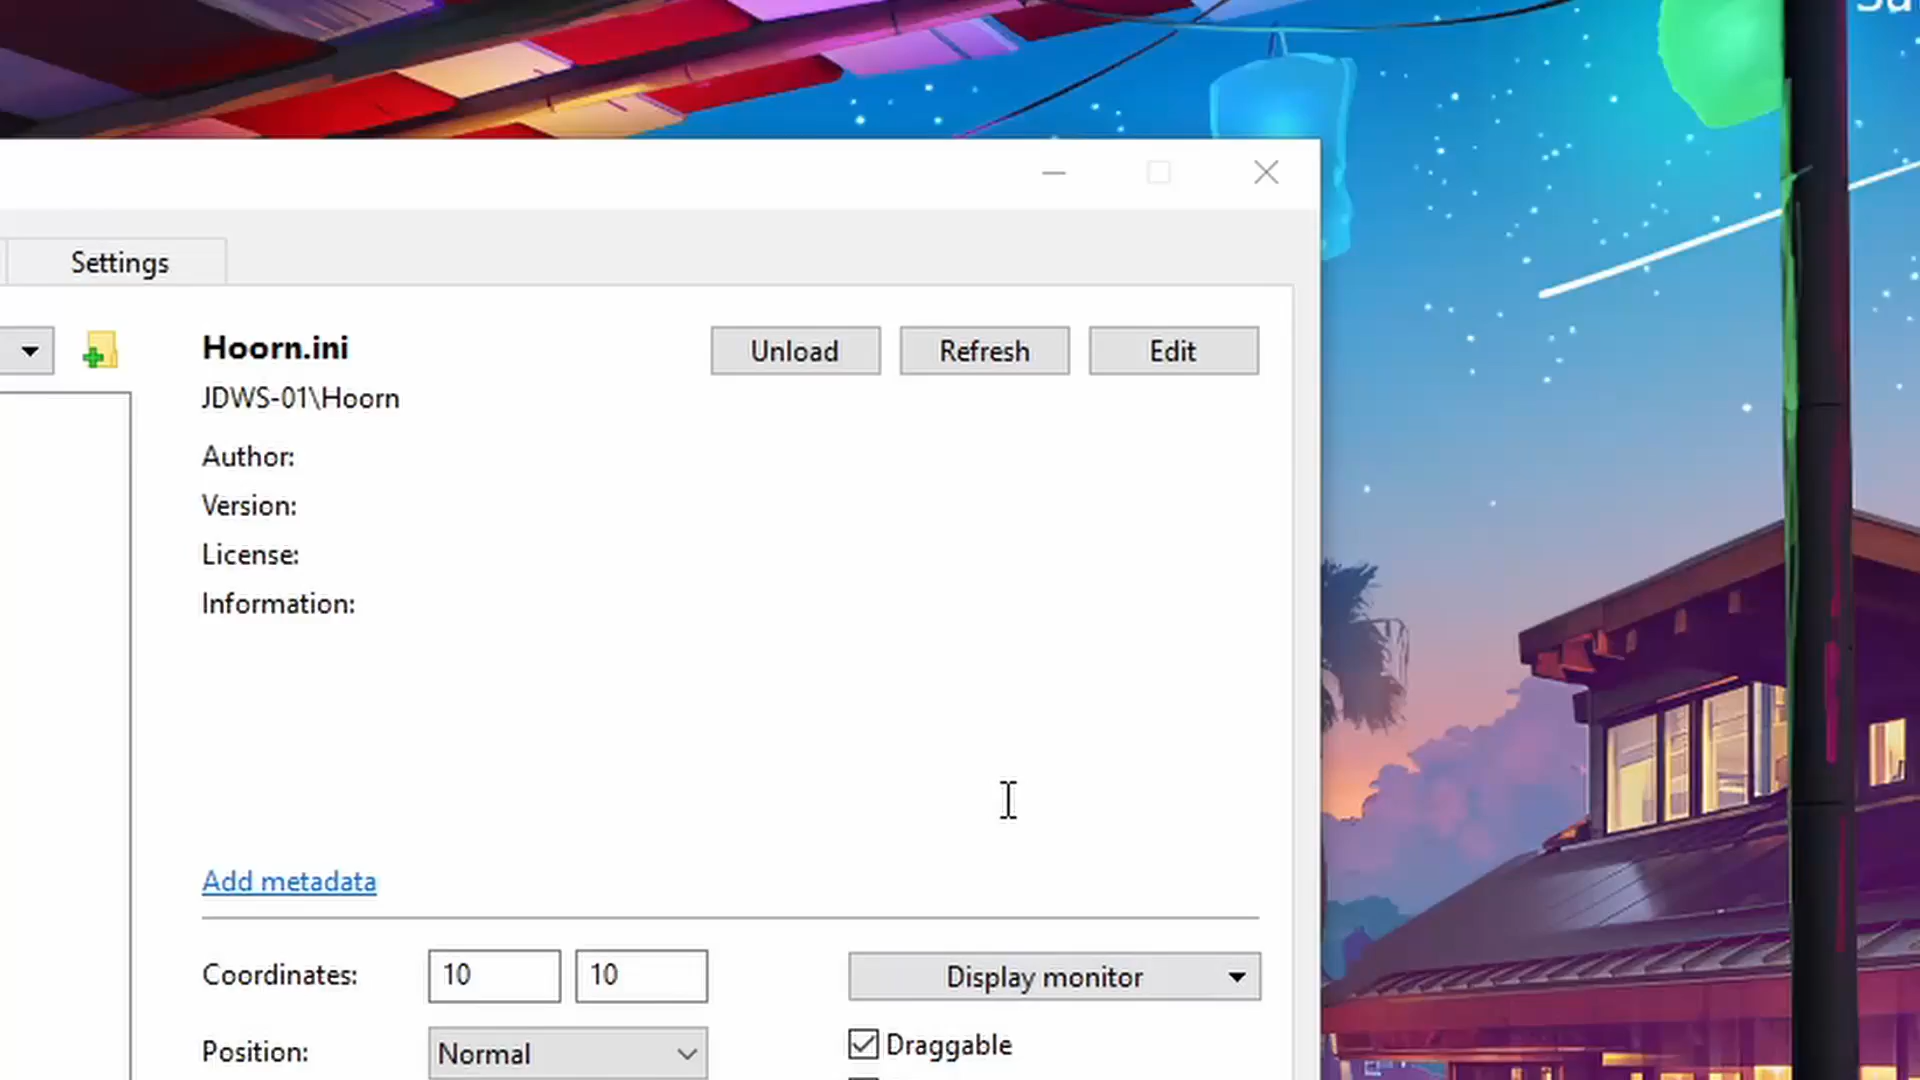 Settings
Hoorn.ini
Unload
Refresh
Edit
JDWS-01\Hoorn
Author:
Version:
License:
Information:
Add metadata
Coordinates:
10
10
Display monitor
Position:
Normal
Draggable